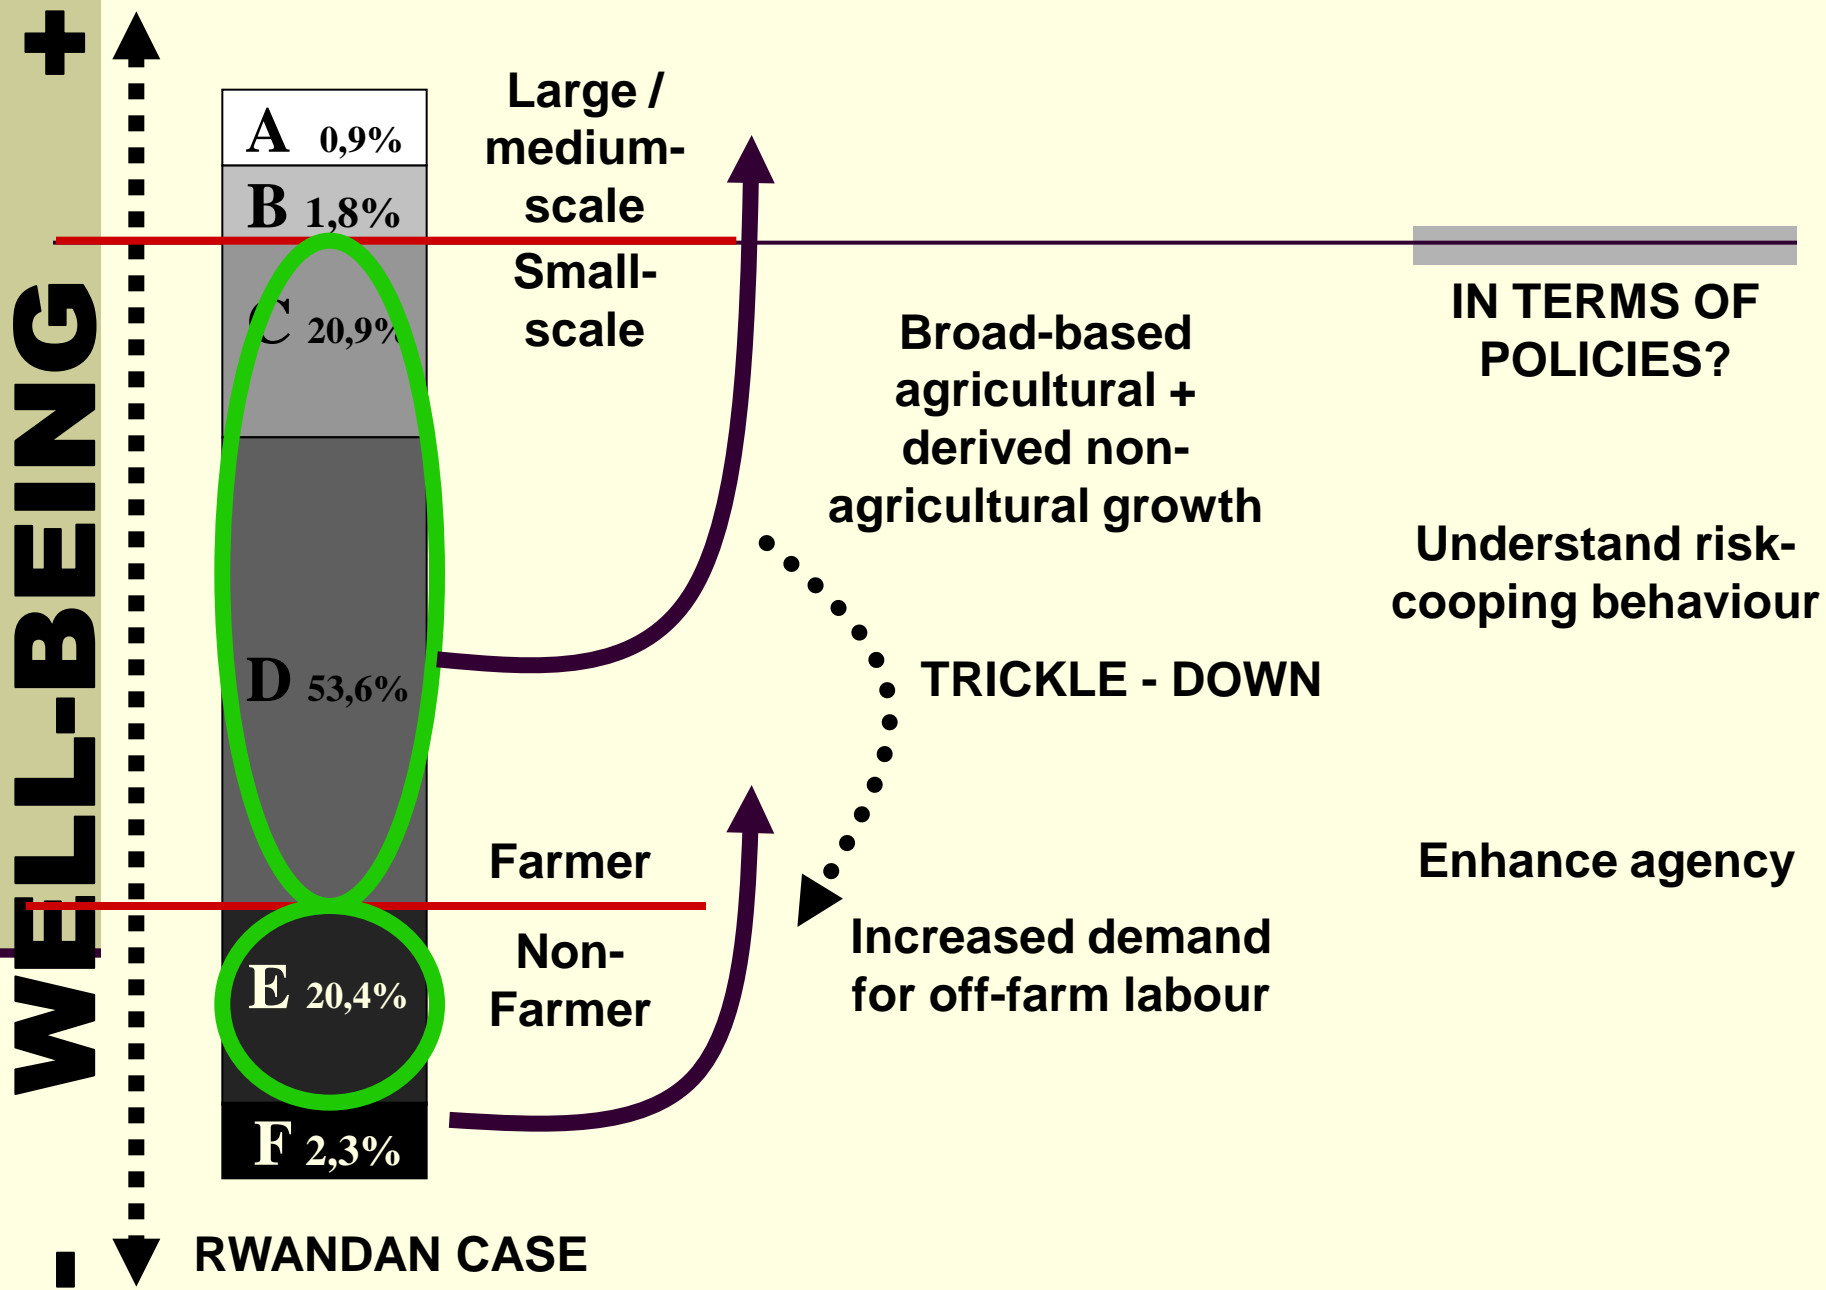 +
WELL-BEING
-
A 0,9%
B 1,8%
C 20,9%
D 53,6%
E 20,4%
F 2,3%
RWANDAN CASE
Large /
medium-
scale
Small-
scale
Farmer
Non-
Farmer
Broad-based
agricultural +
derived non-
agricultural growth
TRICKLE - DOWN
Increased demand
for off-farm labour
IN TERMS OF
POLICIES?
Understand risk-
cooping behaviour
Enhance agency